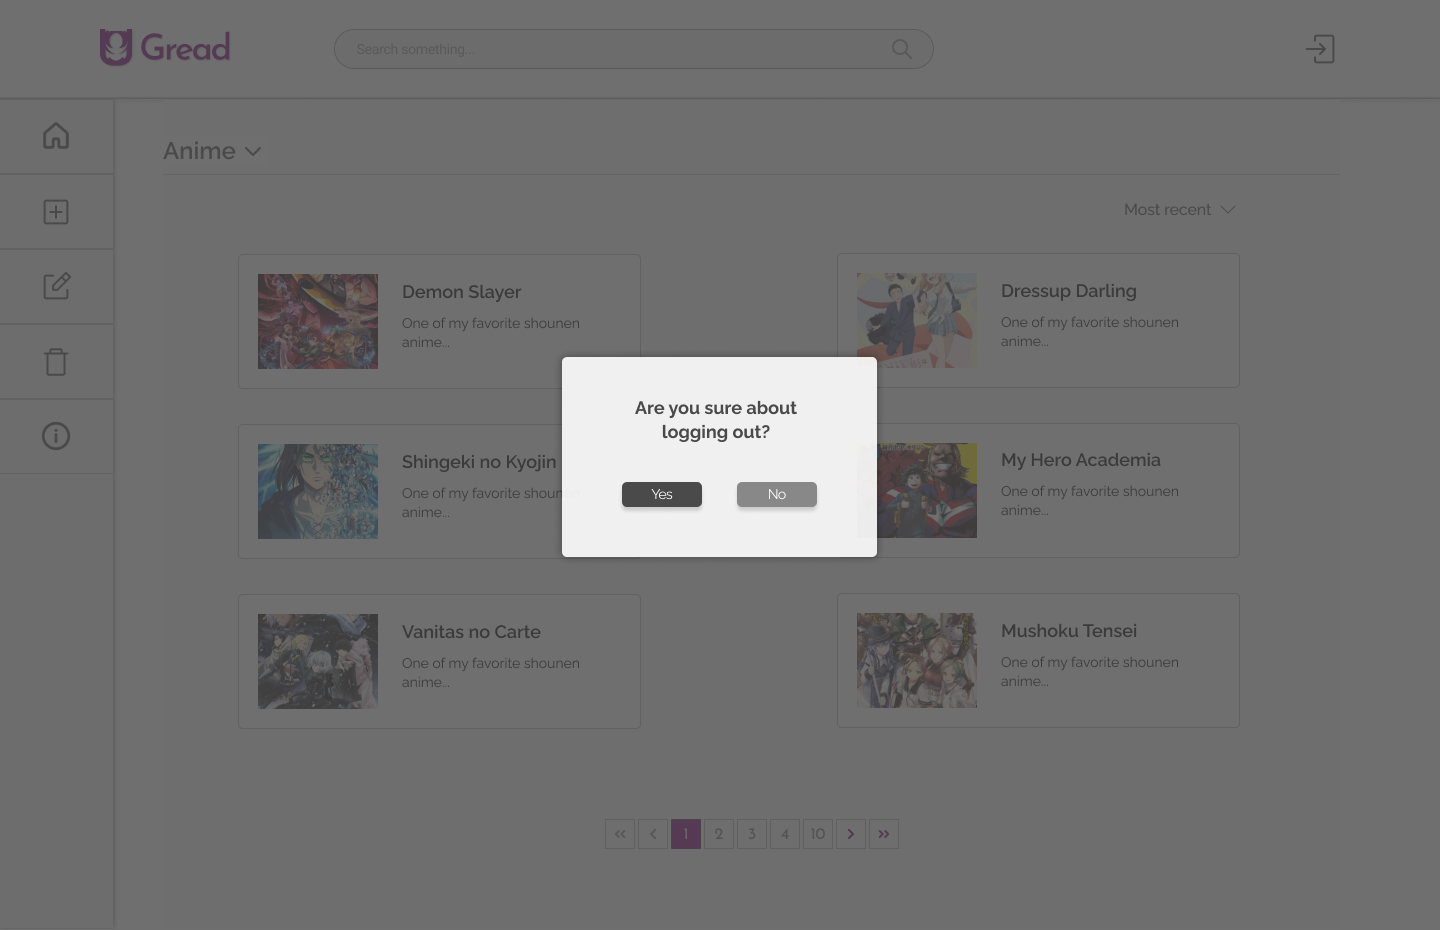 Gread
Search something...
Anime
Most recent
Demon Slayer
One of my favorite shounen
anime...
Dressup Darling
One of my favorite shounen
anime...
Are you sure about
logging out?
Yes
No
Shingeki no Kyojin
One of my favorite shounen
anime...
My Hero Academia
One of my favorite shounen
anime...
Vanitas no Carte
One of my favorite shounen
anime...
Mushoku Tensei
One of my favorite shounen
anime...
« < 1 2 3 4 10 > »